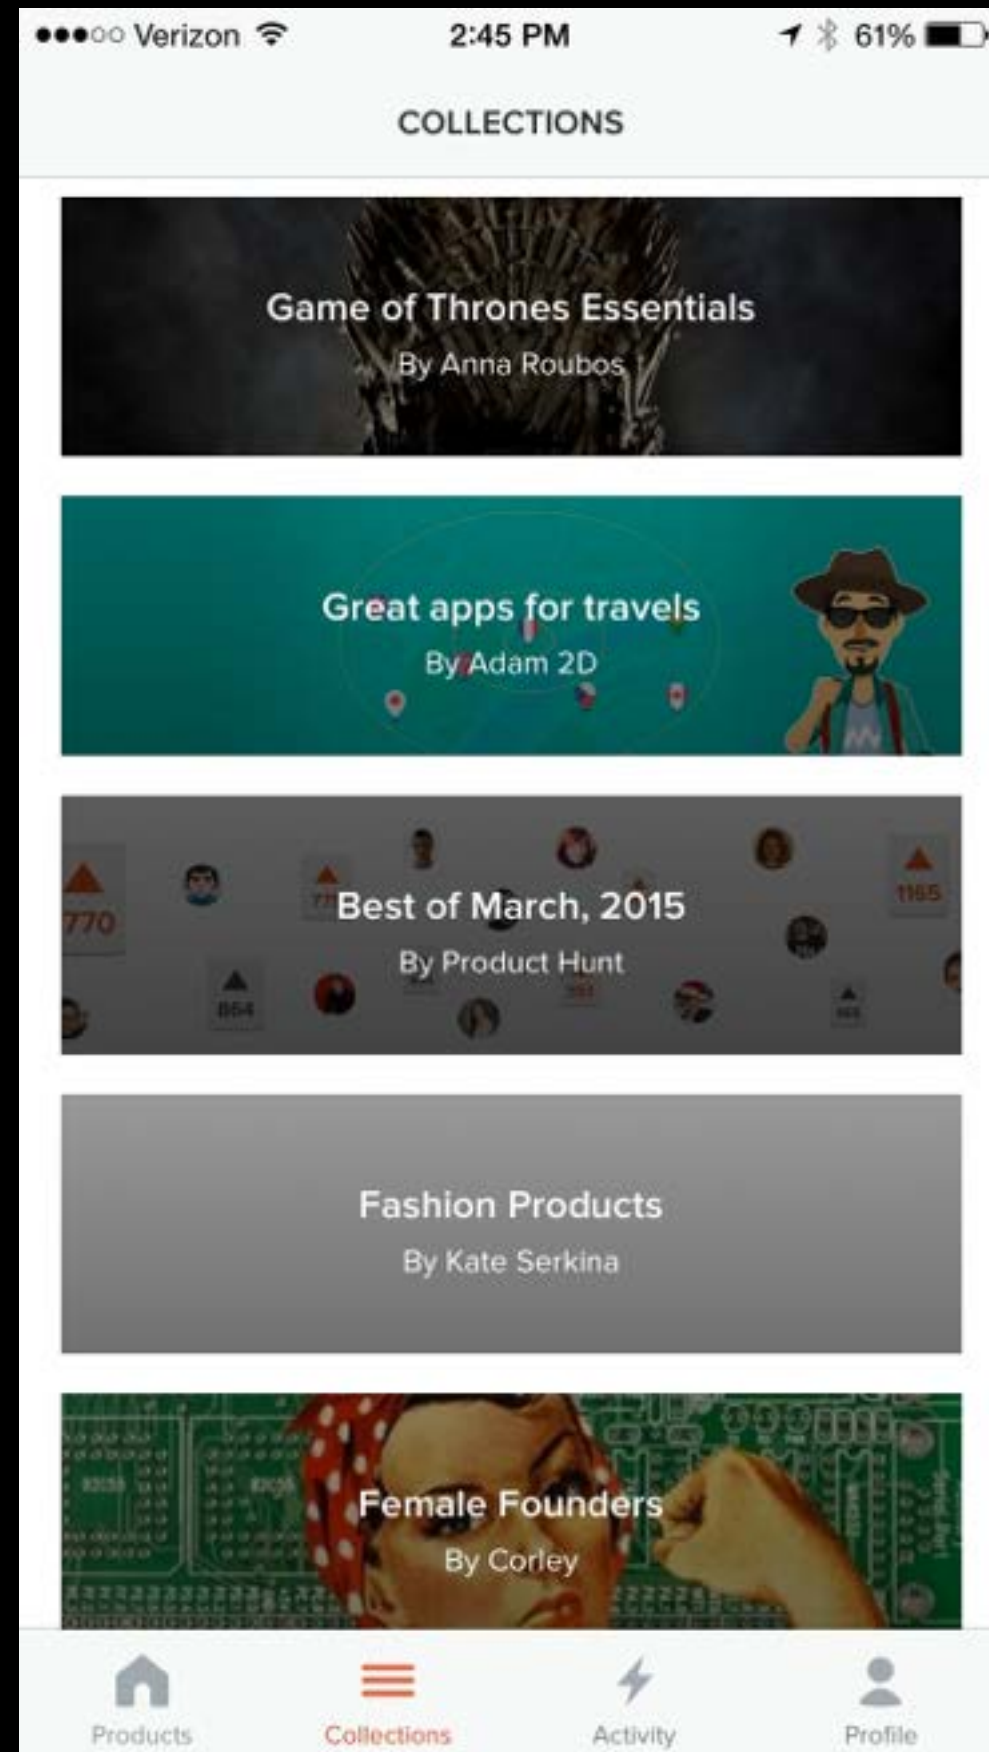 Verizon 2:45 PM 61%
COLLECTIONS
Game of Thrones Essentials
By Anna Roubos
Great apps for travels
By Adam 2D
770
1165
Best of March, 2015
By Product Hunt
864
Fashion Products
By Kate Serkina
Female Founders
By Corley
Products Collections Activity Profile